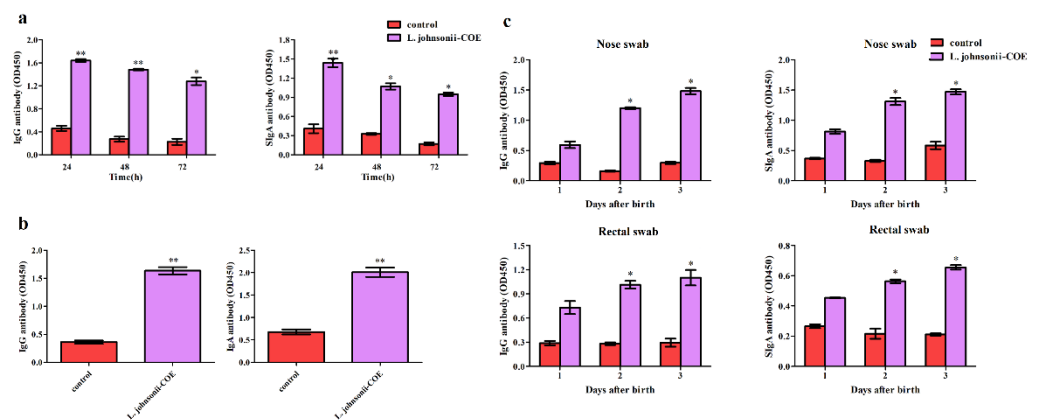 a
control
L. johnsonii-COE
IgG antibody (OD450)
2.0
1.6
1.2
0.8
0.4
0.0
**
**
*
24
48
72
Time(h)
SIgA antibody (OD450)
1.5
1.2
0.9
0.6
0.3
0.0
**
*
*
24
48
72
Time(h)
b
IgG antibody (OD450)
2.0
1.5
1.0
0.5
0.0
**
control
L. johnsonii-COE
IgA antibody (OD450)
2.5
2.0
1.5
1.0
0.5
0.0
**
control
L. johnsonii-COE
c
control
L. johnsonii-COE
Nose swab
IgG antibody (OD450)
2.0
1.5
1.0
0.5
0.0
*
*
1
2
3
Days after birth
Nose swab
SIgA antibody (OD450)
2.0
1.5
1.0
0.5
0.0
*
*
1
2
3
Days after birth
Rectal swab
IgG antibody (OD450)
1.5
1.2
0.9
0.6
0.3
0.0
*
*
1
2
3
Days after birth
Rectal swab
SIgA antibody (OD450)
0.8
0.6
0.4
0.2
0.0
*
*
1
2
3
Days after birth